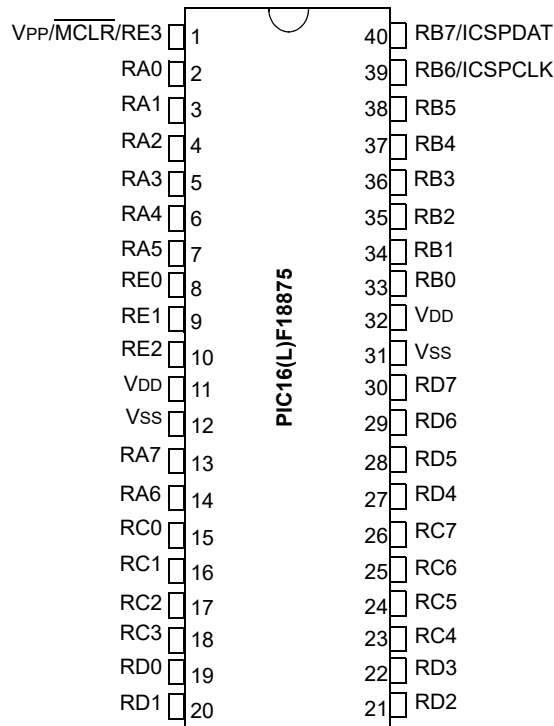 VPP/MCLR/RE3 1 40 RB7/ICSPDAT
RA0 2 39 RB6/ICSPCLK
RA1 3 38 RB5
RA2 4 37 RB4
RA3 5 36 RB3
RA4 6 35 RB2
RA5 7 34 RB1
RE0 8 33 RB0
RE1 9 32 VDD
RE2 10 31 VSS
VDD 11 30 RD7
VSS 12 29 RD6
RA7 13 28 RD5
RA6 14 27 RD4
RC0 15 26 RC7
RC1 16 25 RC6
RC2 17 24 RC5
RC3 18 23 RC4
RD0 19 22 RD3
RD1 20 21 RD2
PIC16(L)F18875